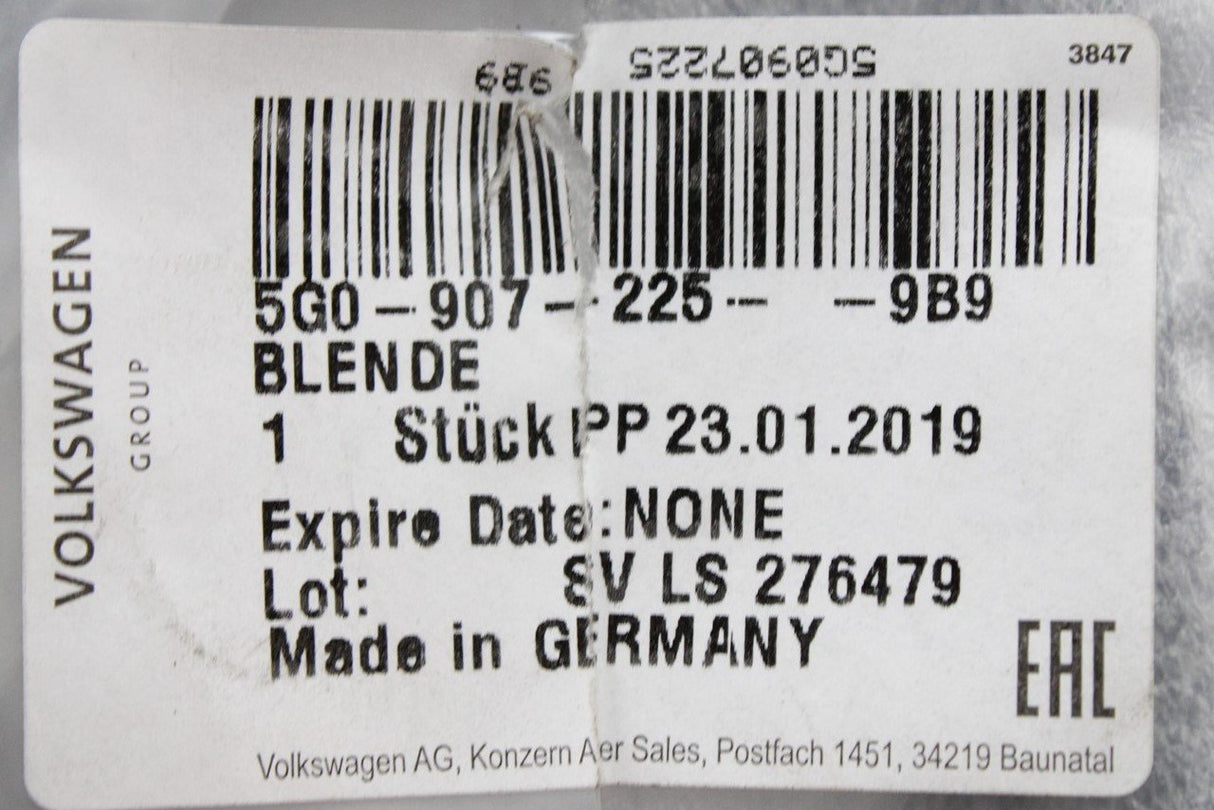 VOLKSWAGEN
GROUP
3847
5G0907225 9B9
5G0-907-225- -9B9
BLENDE
1 Stück PP 23.01.2019
Expire Date:NONE
Lot: SV LS 276479
Made in GERMANY
EAC
Volkswagen AG, Konzern Aer Sales, Postfach 1451, 34219 Baunatal